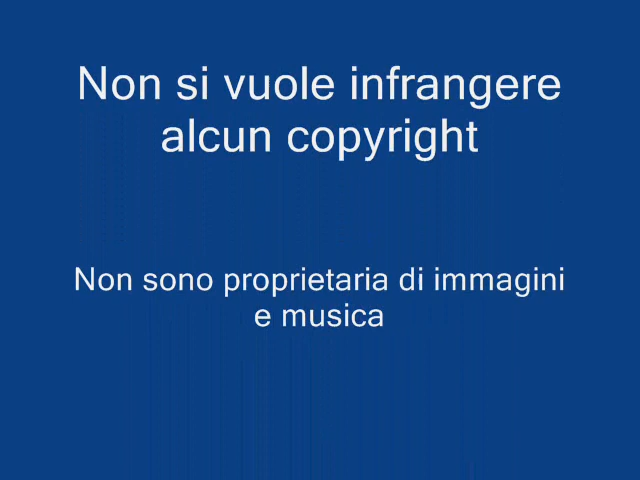 Non si vuole infrangere
alcun copyright
Non sono proprietaria di immagini
e musica